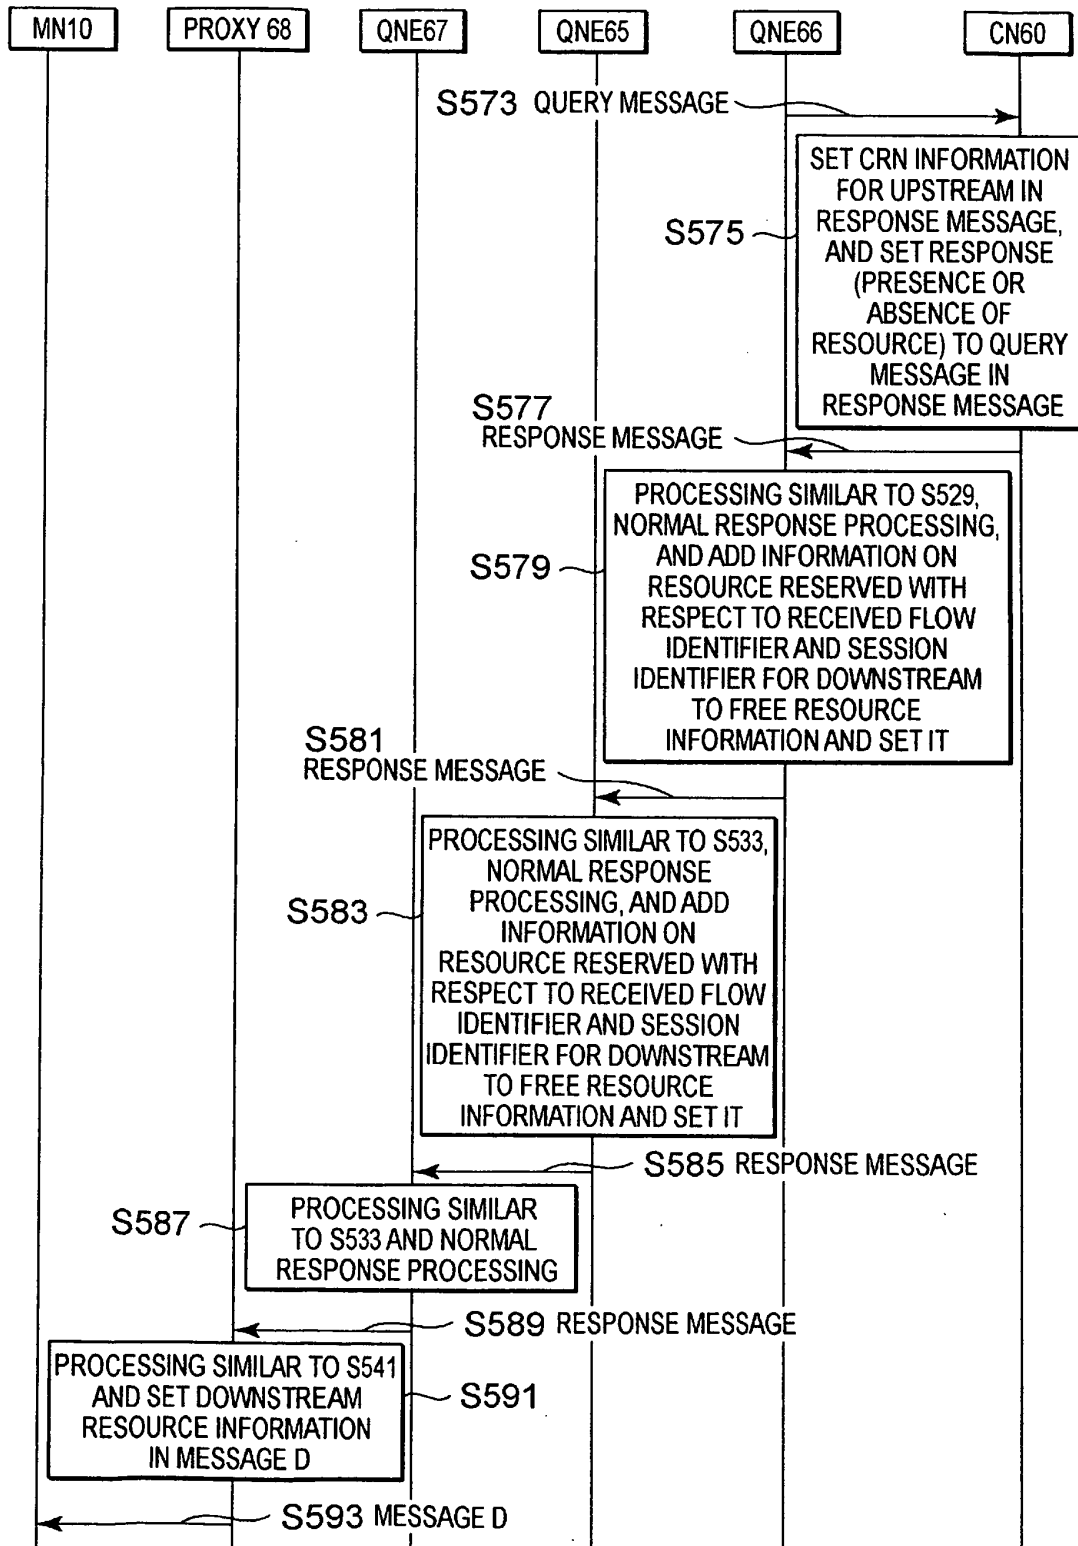 MN10
PROXY 68
QNE67
QNE65
QNE66
CN60
S573 QUERY MESSAGE
SET CRN INFORMATION
FOR UPSTREAM IN
RESPONSE MESSAGE,
AND SET RESPONSE
(PRESENCE OR
ABSENCE OF
RESOURCE) TO QUERY
MESSAGE IN
RESPONSE MESSAGE
S575
S577
RESPONSE MESSAGE
PROCESSING SIMILAR TO S529,
NORMAL RESPONSE PROCESSING,
AND ADD INFORMATION ON
RESOURCE RESERVED WITH
RESPECT TO RECEIVED FLOW
IDENTIFIER AND SESSION
IDENTIFIER FOR DOWNSTREAM
TO FREE RESOURCE
INFORMATION AND SET IT
S579
S581
RESPONSE MESSAGE
PROCESSING SIMILAR TO S533,
NORMAL RESPONSE
PROCESSING, AND ADD
INFORMATION ON
RESOURCE RESERVED WITH
RESPECT TO RECEIVED FLOW
IDENTIFIER AND SESSION
IDENTIFIER FOR DOWNSTREAM
TO FREE RESOURCE
INFORMATION AND SET IT
S583
S585 RESPONSE MESSAGE
PROCESSING SIMILAR
TO S533 AND NORMAL
RESPONSE PROCESSING
S587
S589 RESPONSE MESSAGE
PROCESSING SIMILAR TO S541
AND SET DOWNSTREAM
RESOURCE INFORMATION
IN MESSAGE D
S591
S593 MESSAGE D